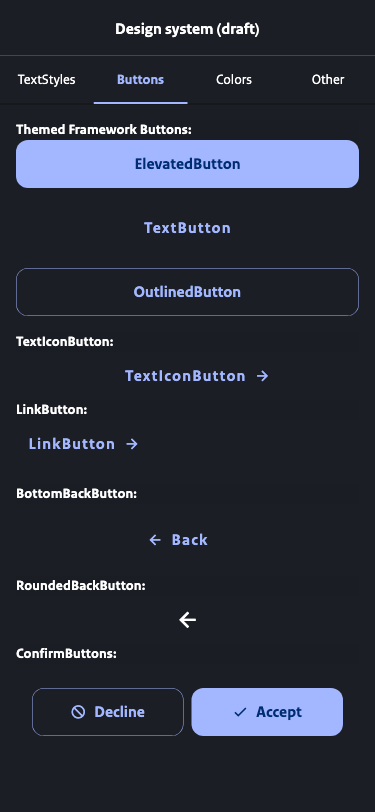 Design system (draft)
TextStyles Buttons Colors Other
Themed Framework Buttons:
ElevatedButton
TextButton
OutlinedButton
TextIconButton:
TextIconButton
LinkButton:
LinkButton
BottomBackButton:
Back
RoundedBackButton:
ConfirmButtons:
Decline Accept